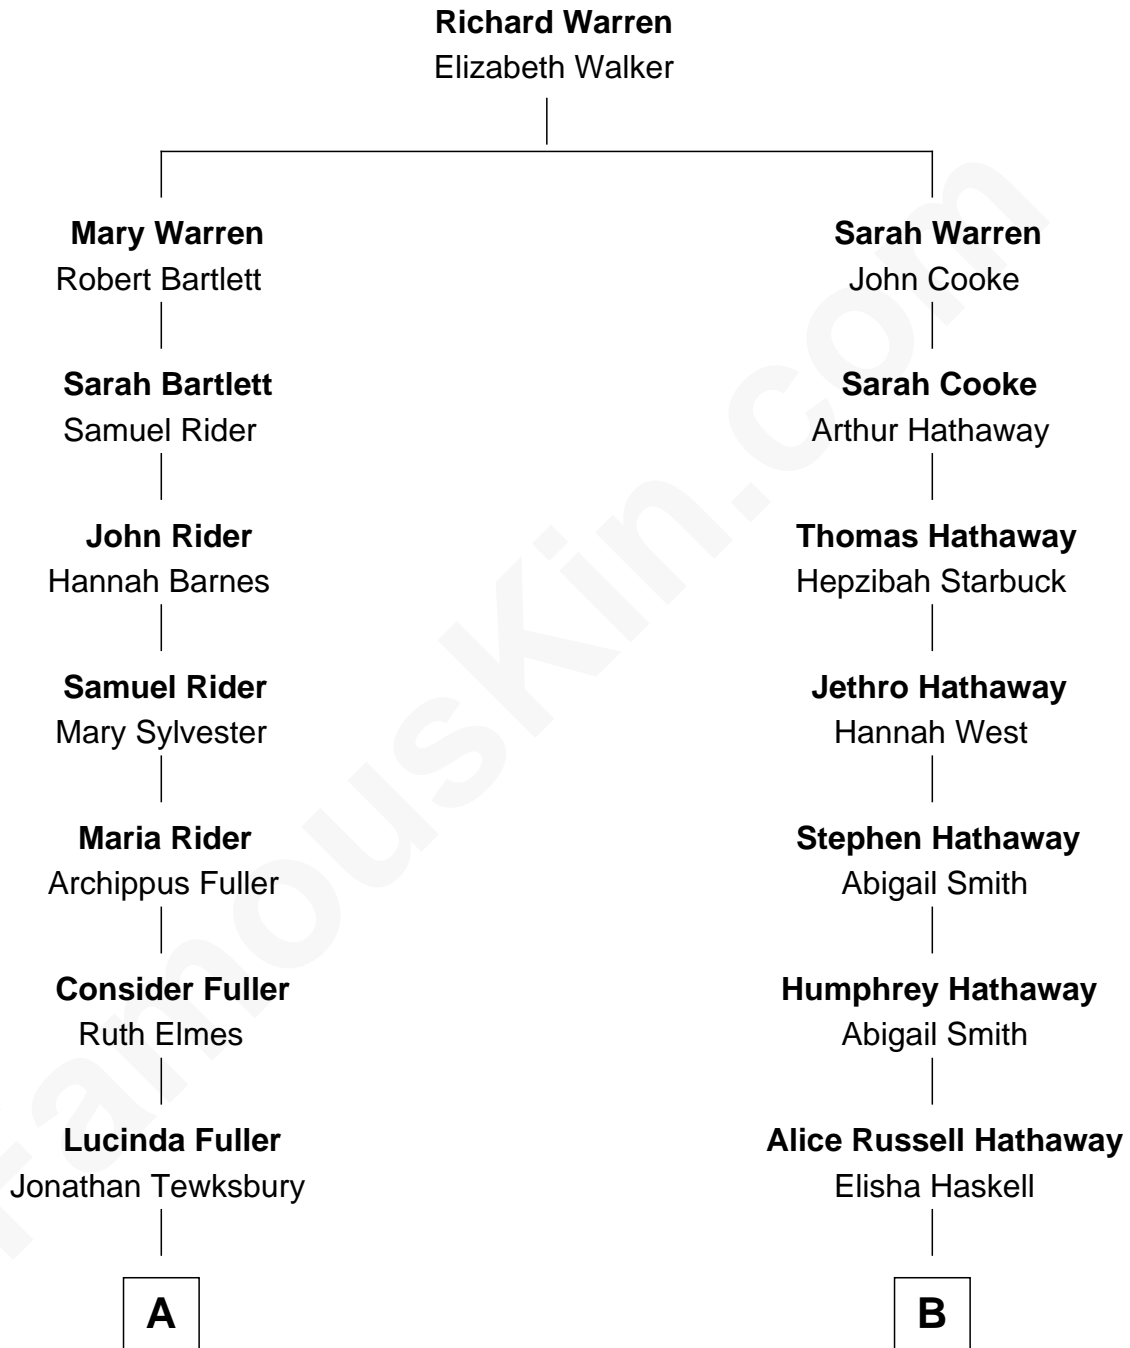 Richard Warren
Elizabeth Walker
Mary Warren
Robert Bartlett
Sarah Bartlett
Samuel Rider
John Rider
Hannah Barnes
Samuel Rider
Mary Sylvester
Maria Rider
Archippus Fuller
Consider Fuller
Ruth Elmes
Lucinda Fuller
Jonathan Tewksbury
A
Sarah Warren
John Cooke
Sarah Cooke
Arthur Hathaway
Thomas Hathaway
Hepzibah Starbuck
Jethro Hathaway
Hannah West
Stephen Hathaway
Abigail Smith
Humphrey Hathaway
Abigail Smith
Alice Russell Hathaway
Elisha Haskell
B
FamousKin.com